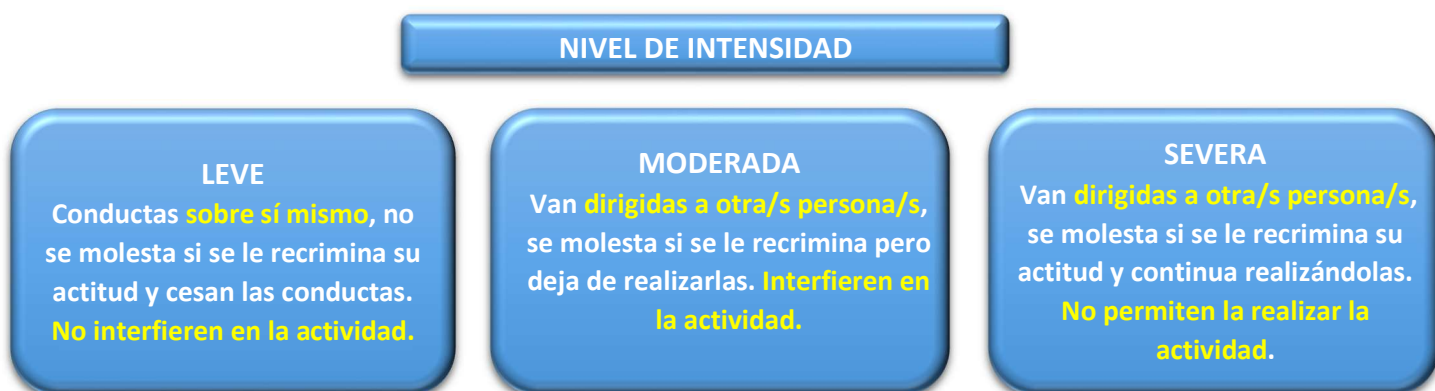 NIVEL DE INTENSIDAD
LEVE
Conductas sobre sí mismo, no
se molesta si se le recrimina su
actitud y cesan las conductas.
No interfieren en la actividad.
MODERADA
Van dirigidas a otra/s persona/s,
se molesta si se le recrimina pero
deja de realizarlas. Interfieren en
la actividad.
SEVERA
Van dirigidas a otra/s persona/s,
se molesta si se le recrimina su
actitud y continua realizándolas.
No permiten la realizar la
actividad.